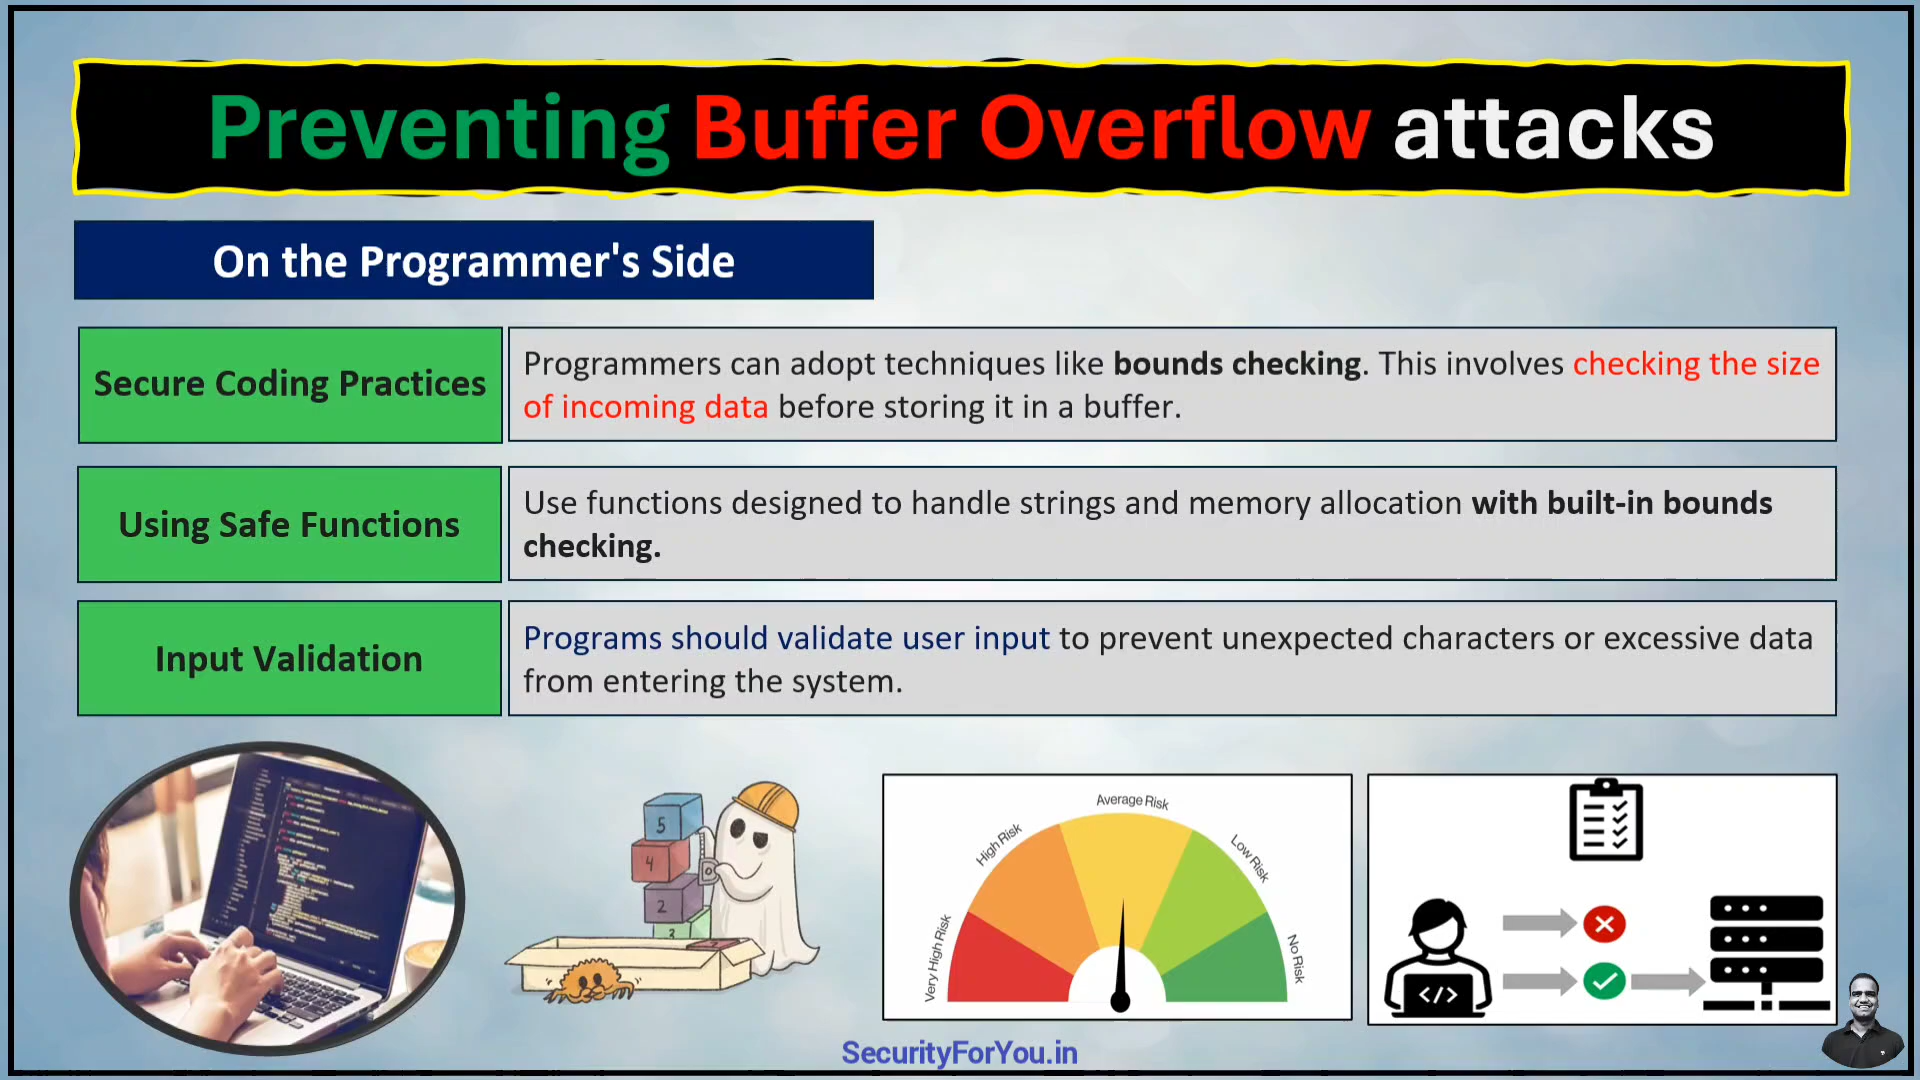 Preventing Buffer Overflow attacks
On the Programmer's Side
Secure Coding Practices
Programmers can adopt techniques like bounds checking. This involves checking the size
of incoming data before storing it in a buffer.
Using Safe Functions
Use functions designed to handle strings and memory allocation with built-in bounds
checking.
Input Validation
Programs should validate user input to prevent unexpected characters or excessive data
from entering the system.
5
4
2
3
Very High Risk
High Risk
Average Risk
Low Risk
No Risk
</>
SecurityForYou.in